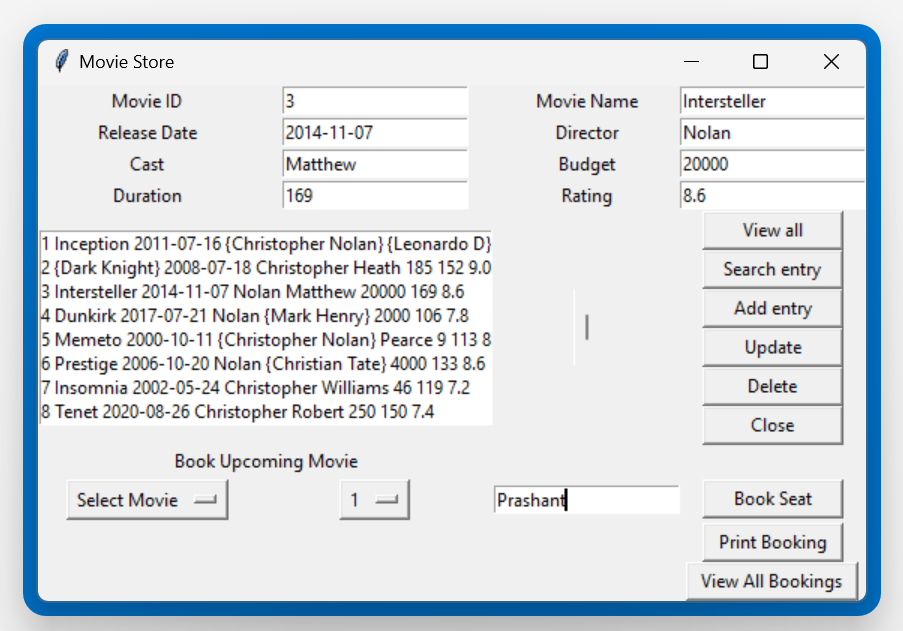 Movie Store
Movie ID 3 Movie Name Intersteller
Release Date 2014-11-07 Director Nolan
Cast Matthew Budget 20000
Duration 169 Rating 8.6
1 Inception 2011-07-16 {Christopher Nolan} {Leonardo D}
2 {Dark Knight} 2008-07-18 Christopher Heath 185 152 9.0
3 Intersteller 2014-11-07 Nolan Matthew 20000 169 8.6
4 Dunkirk 2017-07-21 Nolan {Mark Henry} 2000 106 7.8
5 Memeto 2000-10-11 {Christopher Nolan} Pearce 9 113 8
6 Prestige 2006-10-20 Nolan {Christian Tate} 4000 133 8.6
7 Insomnia 2002-05-24 Christopher Williams 46 119 7.2
8 Tenet 2020-08-26 Christopher Robert 250 150 7.4
View all
Search entry
Add entry
Update
Delete
Close
Book Upcoming Movie
Select Movie 1 Prashant Book Seat
Print Booking
View All Bookings